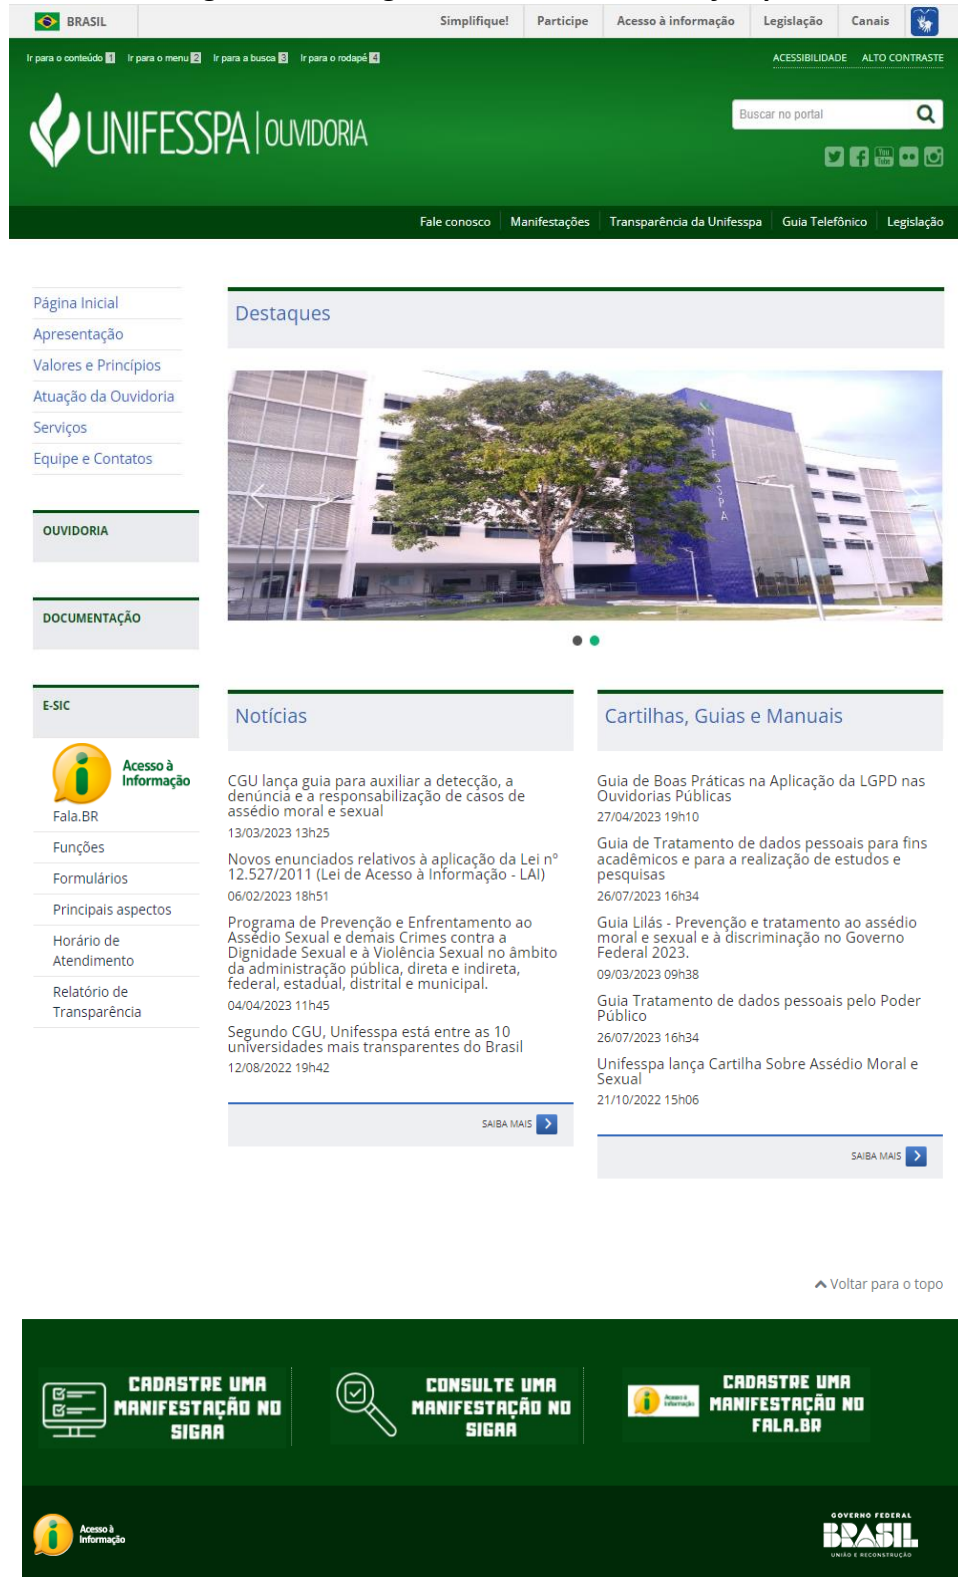 BRASIL
Simplifique!
Participe
Acesso à informação
Legislação
Canais
Ir para o conteúdo 1
Ir para o menu 2
Ir para a busca 3
Ir para o rodapé 4
ACESSIBILIDADE
ALTO CONTRASTE
UNIFESSPA | OUVIDORIA
Buscar no portal
You
Tube
Fale conosco
Manifestações
Transparência da Unifesspa
Guia Telefônico
Legislação
Página Inicial
Apresentação
Valores e Princípios
Atuação da Ouvidoria
Serviços
Equipe e Contatos
OUVIDORIA
DOCUMENTAÇÃO
E-SIC
Acesso à
Informação
Fala.BR
Funções
Formulários
Principais aspectos
Horário de
Atendimento
Relatório de
Transparência
Destaques
UNIFESSPA
Notícias
CGU lança guia para auxiliar a detecção, a
denúncia e a responsabilização de casos de
assédio moral e sexual
13/03/2023 13h25
Novos enunciados relativos à aplicação da Lei nº
12.527/2011 (Lei de Acesso à Informação - LAI)
06/02/2023 18h51
Programa de Prevenção e Enfrentamento ao
Assédio Sexual e demais Crimes contra a
Dignidade Sexual e à Violência Sexual no âmbito
da administração pública, direta e indireta,
federal, estadual, distrital e municipal.
04/04/2023 11h45
Segundo CGU, Unifesspa está entre as 10
universidades mais transparentes do Brasil
12/08/2022 19h42
SAIBA MAIS
Cartilhas, Guias e Manuais
Guia de Boas Práticas na Aplicação da LGPD nas
Ouvidorias Públicas
27/04/2023 19h10
Guia de Tratamento de dados pessoais para fins
acadêmicos e para a realização de estudos e
pesquisas
26/07/2023 16h34
Guia Lilás - Prevenção e tratamento ao assédio
moral e sexual e à discriminação no Governo
Federal 2023.
09/03/2023 09h38
Guia Tratamento de dados pessoais pelo Poder
Público
26/07/2023 16h34
Unifesspa lança Cartilha Sobre Assédio Moral e
Sexual
21/10/2022 15h06
SAIBA MAIS
Voltar para o topo
CADASTRE UMA
MANIFESTAÇÃO NO
SIGAA
CONSULTE UMA
MANIFESTAÇÃO NO
SIGAA
Acesso à
Informação
CADASTRE UMA
MANIFESTAÇÃO NO
FALA.BR
Acesso à
Informação
GOVERNO FEDERAL
BRASIL
UNIÃO E RECONSTRUÇÃO